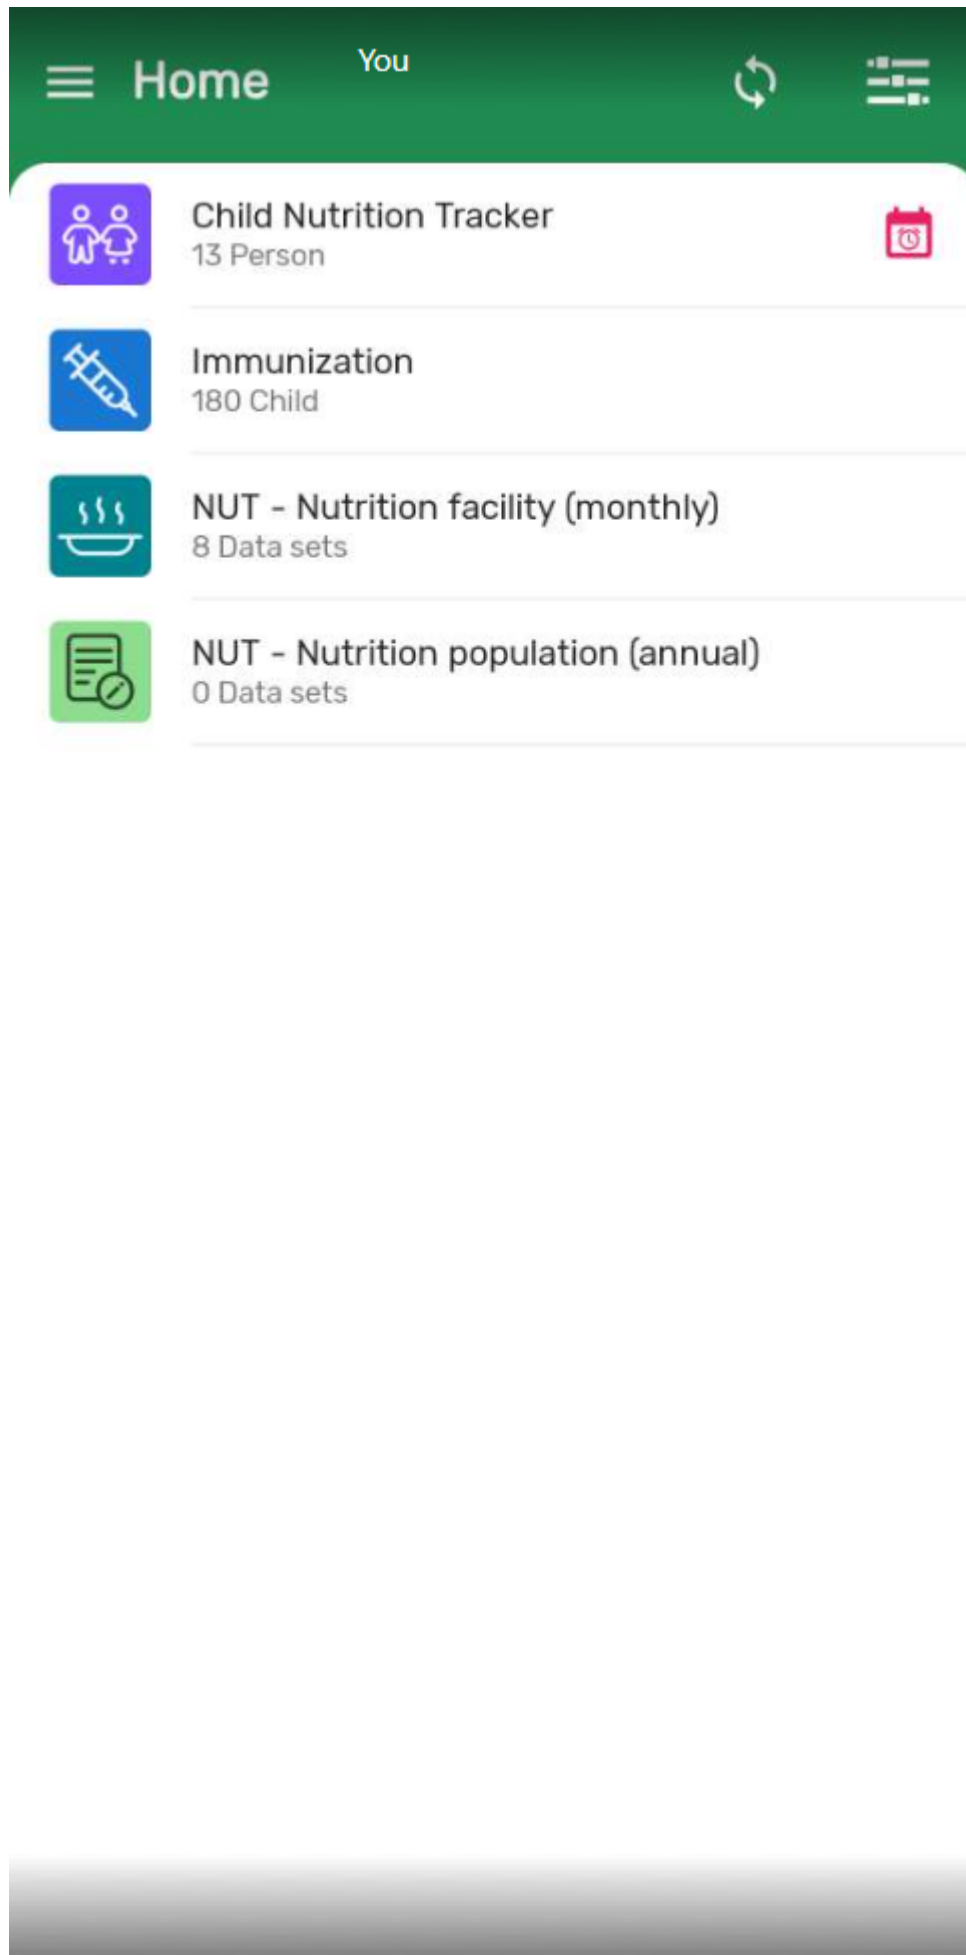 Home
You
Child Nutrition Tracker
13 Person
Immunization
180 Child
NUT - Nutrition facility (monthly)
8 Data sets
NUT - Nutrition population (annual)
0 Data sets